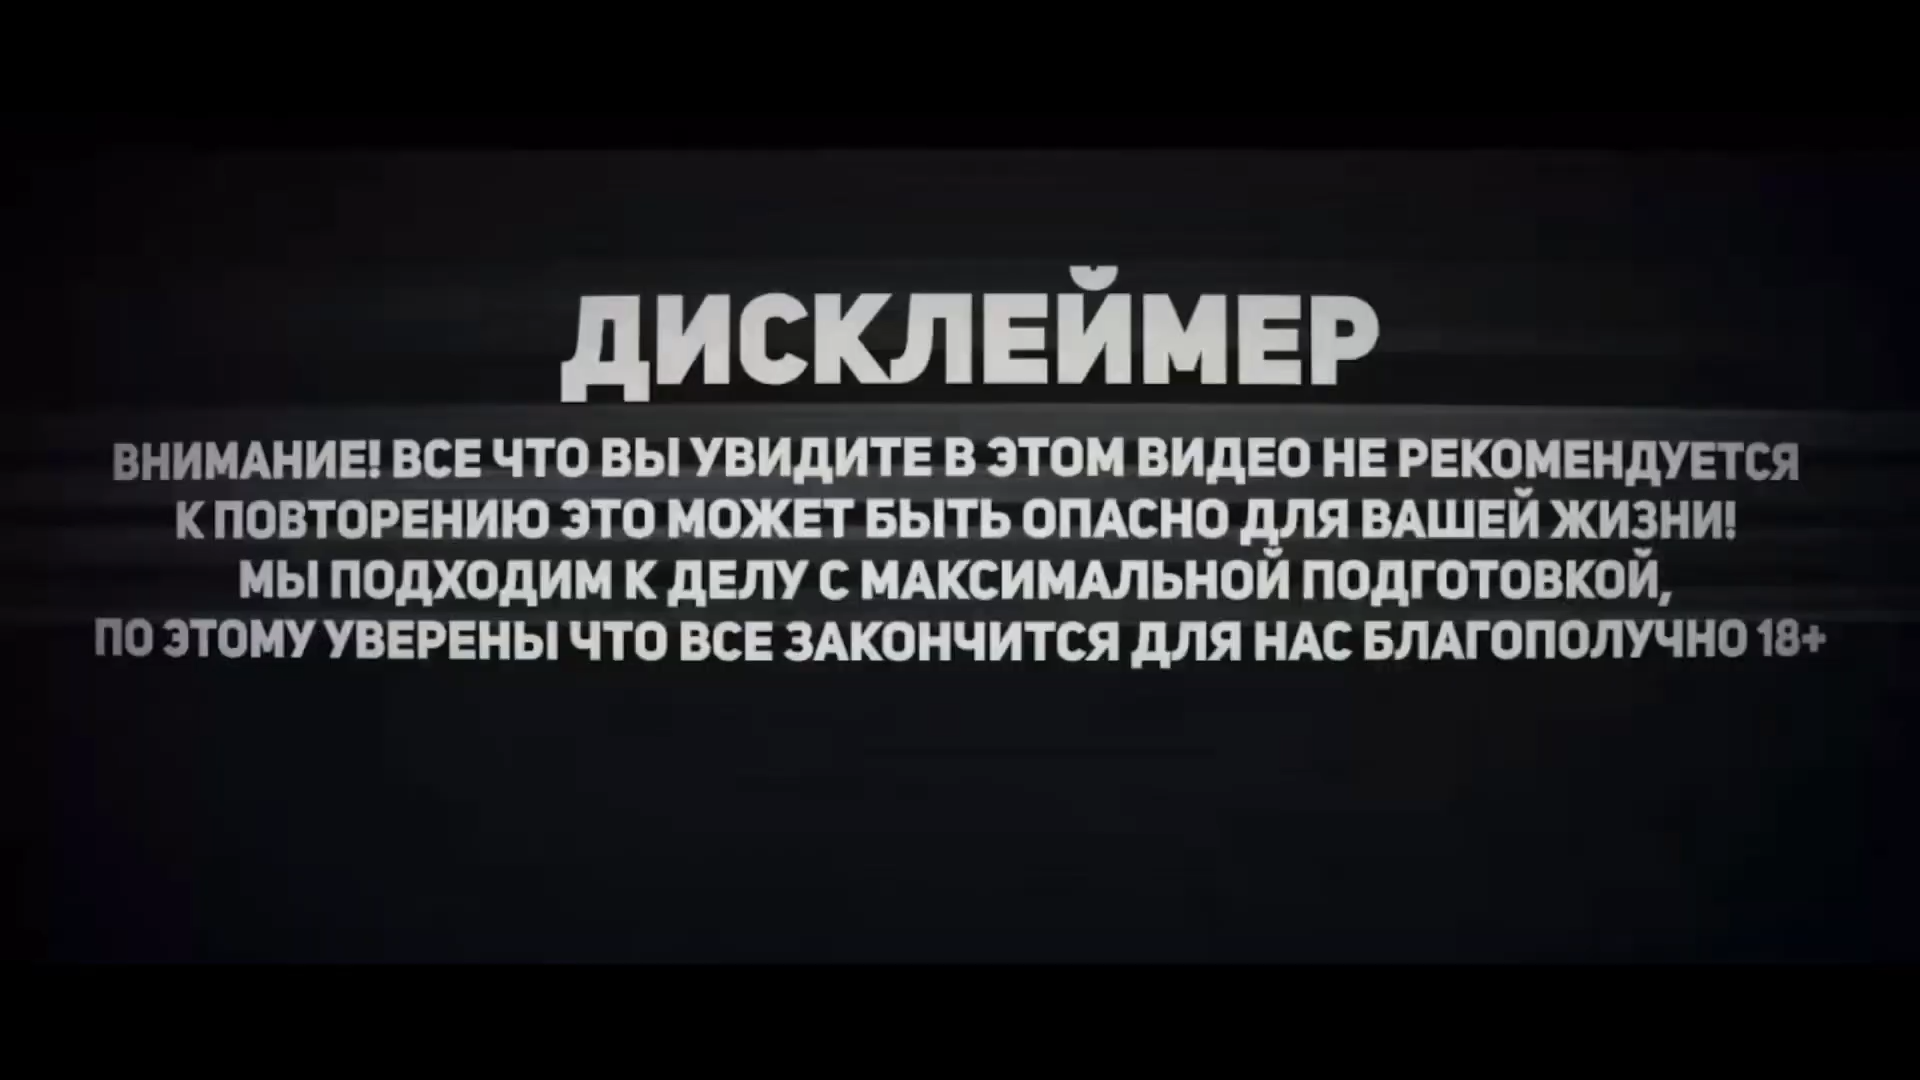 ДИСКЛЕЙМЕР
ВНИМАНИЕ! ВСЕ ЧТО ВЫ УВИДИТЕ В ЭТОМ ВИДЕО НЕ РЕКОМЕНДУЕТСЯ
К ПОВТОРЕНИЮ ЭТО МОЖЕТ БЫТЬ ОПАСНО ДЛЯ ВАШЕЙ ЖИЗНИ!
МЫ ПОДХОДИМ К ДЕЛУ С МАКСИМАЛЬНОЙ ПОДГОТОВКОЙ,
ПО ЭТОМУ УВЕРЕНЫ ЧТО ВСЕ ЗАКОНЧИТСЯ ДЛЯ НАС БЛАГОПОЛУЧНО 18+